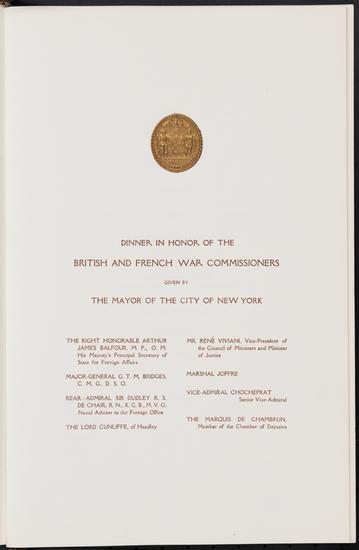 DINNER IN HONOR OF THE
BRITISH AND FRENCH WAR COMMISSIONERS
GIVEN BY
THE MAYOR OF THE CITY OF NEW YORK
THE RIGHT HONORABLE ARTHUR
JAMES BALFOUR, M. P., O. M.
His Majesty's Principal Secretary of
State for Foreign Affairs
MAJOR-GENERAL G. T. M. BRIDGES,
C. M. G., D. S. O.
REAR-ADMIRAL SIR DUDLEY R. S.
DE CHAIR, R. N., K. C. B., M. V. O.
Naval Adviser to the Foreign Office
THE LORD CUNLIFFE, of Headley
MR. RENÉ VIVIANI, Vice-President of
the Council of Ministers and Minister
of Justice
MARSHAL JOFFRE
VICE-ADMIRAL CHOCHEPRAT
Senior Vice-Admiral
THE MARQUIS DE CHAMBRUN,
Member of the Chamber of Deputies